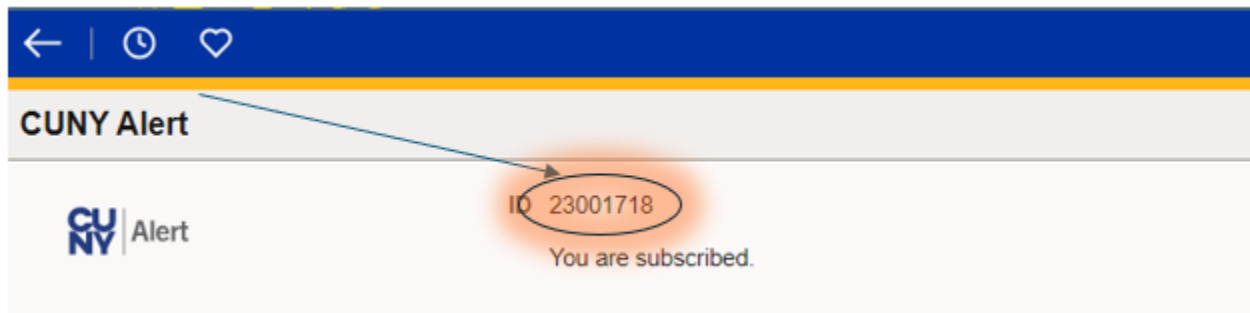 CUNY Alert
ID 23001718
CU
NY Alert
You are subscribed.